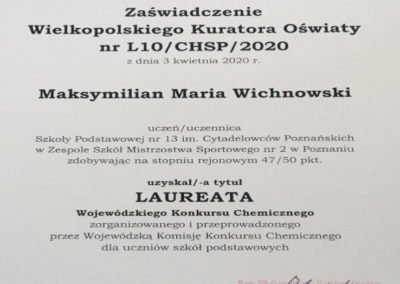 Zaświadczenie
Wielkopolskiego Kuratora Oświaty
nr L10/CHSP/2020
z dnia 3 kwietnia 2020 r.
Maksymilian Maria Wichnowski
uczeń/uczennica
Szkoły Podstawowej nr 13 im. Cytadelowców Poznańskich
w Zespole Szkół Mistrzostwa Sportowego nr 2 w Poznaniu
zdobywając na stopniu rejonowym 47/50 pkt.
uzyskał/-a tytuł
LAUREATA
Wojewódzkiego Konkursu Chemicznego
zorganizowanego i przeprowadzonego
przez Wojewódzką Komisję Konkursu Chemicznego
dla uczniów szkół podstawowych